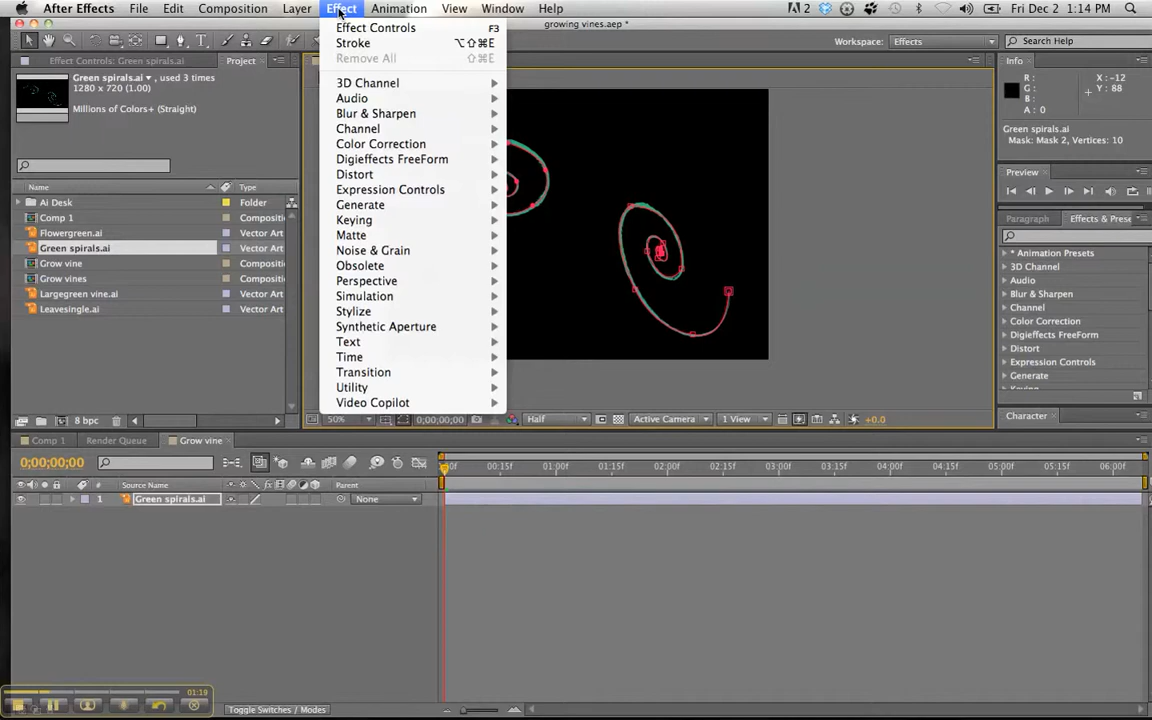 After Effects File Edit Composition Layer Effect Animation View Window Help Fri Dec 2 1:14 PM
growing vines.aep *
Workspace: Effects Search Help
Effect Controls: Green spirals.ai Project
Green spirals.ai, used 3 times
1280 x 720 (1.00)
Millions of Colors+ (Straight)
Name Type
Ai Desk Folder
Comp 1 Compositi
Flowergreen.ai Vector Art
Green spirals.ai Vector Art
Grow vine Compositi
Grow vines Compositi
Largegreen vine.ai Vector Art
Leavesingle.ai Vector Art
8 bpc
Effect Controls F3
Stroke ⌥⇧⌘E
Remove All ⇧⌘E
3D Channel
Audio
Blur & Sharpen
Channel
Color Correction
Digieffects FreeForm
Distort
Expression Controls
Generate
Keying
Matte
Noise & Grain
Obsolete
Perspective
Simulation
Stylize
Synthetic Aperture
Text
Time
Transition
Utility
Video Copilot
50% 0;00;00;00 Half Active Camera 1 View +0.0
Info
R: X: -12
G: Y: 88
B:
A: 0
Green spirals.ai
Mask: Mask 2, Vertices: 10
Preview
Paragraph Effects & Prese
* Animation Presets
3D Channel
Audio
Blur & Sharpen
Channel
Color Correction
Digieffects FreeForm
Distort
Expression Controls
Generate
Character
Comp 1 Render Queue Grow vine
0;00;00;00
:00f 00:15f 01:00f 01:15f 02:00f 02:15f 03:00f 03:15f 04:00f 04:15f 05:00f 05:15f 06:00f
# Source Name fx Parent
1 Green spirals.ai None
01:19
Toggle Switches / Modes